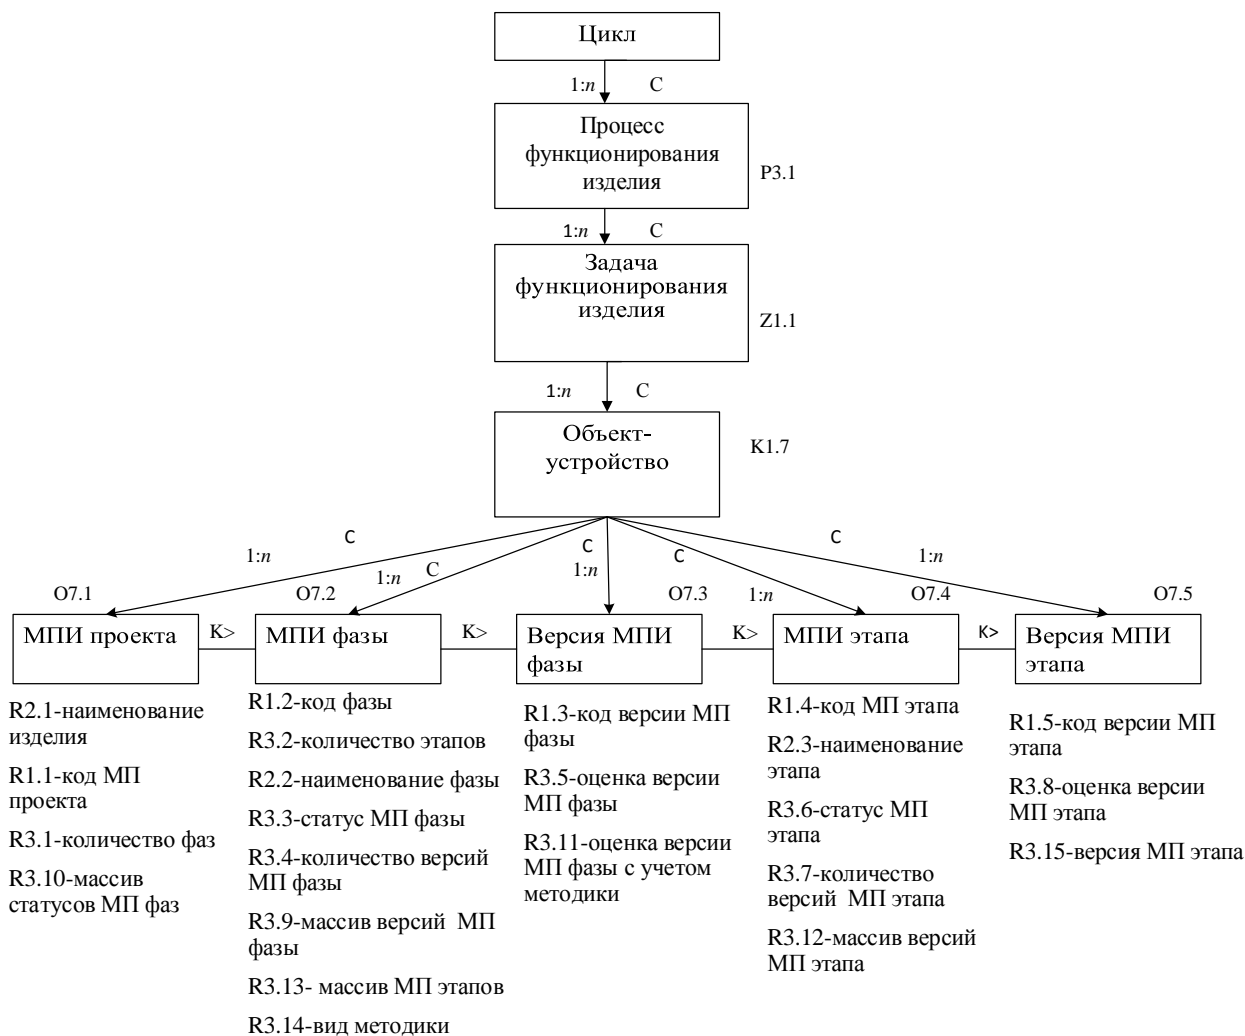 Цикл
1:n C
Процесс
функционирования
изделия
P3.1
1:n C
Задача
функционирования
изделия
Z1.1
1:n C
Объект-
устройство
K1.7
1:n C
1:n C
C
1:n
C
1:n
C
1:n
O7.1
O7.2
O7.3
O7.4
O7.5
МПИ проекта
K>
МПИ фазы
K>
Версия МПИ
фазы
K>
МПИ этапа
K>
Версия МПИ
этапа
R2.1-наименование
изделия
R1.1-код МП
проекта
R3.1-количество фаз
R3.10-массив
статусов МП фаз
R1.2-код фазы
R3.2-количество этапов
R2.2-наименование фазы
R3.3-статус МП фазы
R3.4-количество версий
МП фазы
R3.9-массив версий МП
фазы
R3.13- массив МП этапов
R3.14-вид методики
R1.3-код версии МП
фазы
R3.5-оценка версии
МП фазы
R3.11-оценка версии
МП фазы с учетом
методики
R1.4-код МП этапа
R2.3-наименование
этапа
R3.6-статус МП
этапа
R3.7-количество
версий МП этапа
R3.12-массив версий
МП этапа
R1.5-код версии МП
этапа
R3.8-оценка версии
МП этапа
R3.15-версия МП этапа